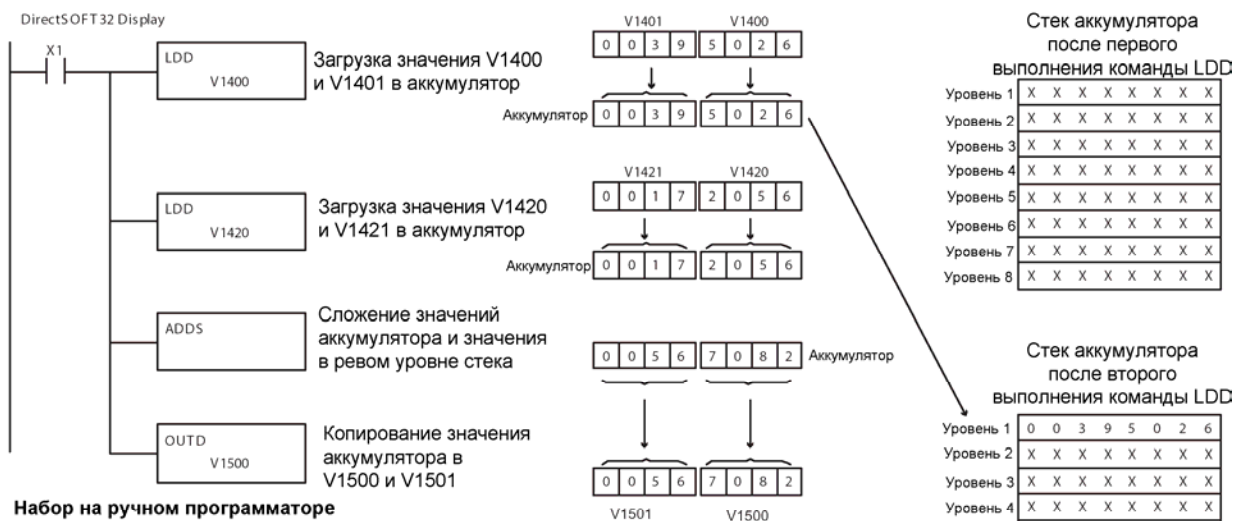 DirectSOFT32 Display
X1
LDD
V1400
Загрузка значения V1400
и V1401 в аккумулятор
V1401 V1400
0 0 3 9 5 0 2 6
Аккумулятор 0 0 3 9 5 0 2 6
LDD
V1420
Загрузка значения V1420
и V1421 в аккумулятор
V1421 V1420
0 0 1 7 2 0 5 6
Аккумулятор 0 0 1 7 2 0 5 6
ADDS
Сложение значений
аккумулятора и значения
в ревом уровне стека
0 0 5 6 7 0 8 2 Аккумулятор
OUTD
V1500
Копирование значения
аккумулятора в
V1500 и V1501
0 0 5 6 7 0 8 2
V1501 V1500
Набор на ручном программаторе
Стек аккумулятора
после первого
выполнения команды LDD
Уровень 1 X X X X X X X X
Уровень 2 X X X X X X X X
Уровень 3 X X X X X X X X
Уровень 4 X X X X X X X X
Уровень 5 X X X X X X X X
Уровень 6 X X X X X X X X
Уровень 7 X X X X X X X X
Уровень 8 X X X X X X X X
Стек аккумулятора
после второго
выполнения команды LDD
Уровень 1 0 0 3 9 5 0 2 6
Уровень 2 X X X X X X X X
Уровень 3 X X X X X X X X
Уровень 4 X X X X X X X X